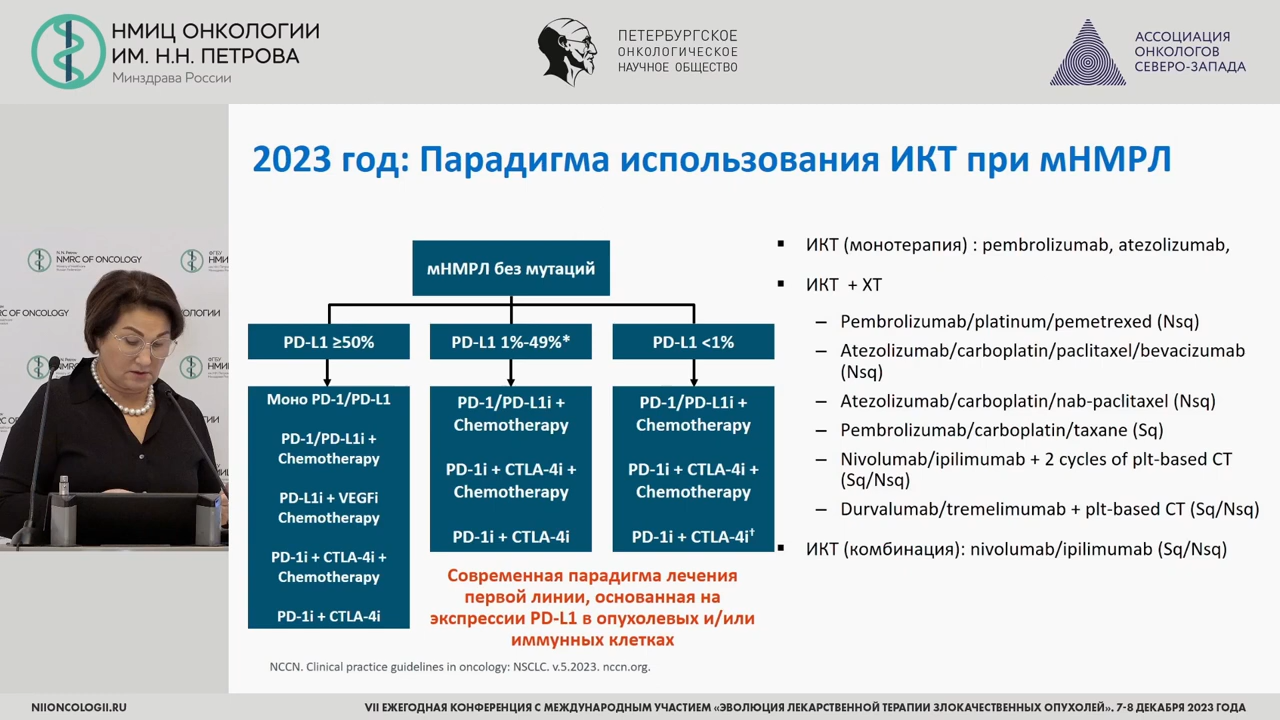 НМИЦ ОНКОЛОГИИ
ИМ. Н.Н. ПЕТРОВА
Минздрава России
ПЕТЕРБУРГСКОЕ
ОНКОЛОГИЧЕСКОЕ
НАУЧНОЕ ОБЩЕСТВО
АССОЦИАЦИЯ
ОНКОЛОГОВ
СЕВЕРО-ЗАПАДА
2023 год: Парадигма использования ИКТ при мНМРЛ
мНМРЛ без мутаций
PD-L1 ≥50%
PD-L1 1%-49%*
PD-L1 <1%
Моно PD-1/PD-L1
PD-1/PD-L1i +
Chemotherapy
PD-L1i + VEGFi
Chemotherapy
PD-1i + CTLA-4i +
Chemotherapy
PD-1i + CTLA-4i
PD-1/PD-L1i +
Chemotherapy
PD-1i + CTLA-4i +
Chemotherapy
PD-1i + CTLA-4i
PD-1/PD-L1i +
Chemotherapy
PD-1i + CTLA-4i +
Chemotherapy
PD-1i + CTLA-4i†
Современная парадигма лечения
первой линии, основанная на
экспрессии PD-L1 в опухолевых и/или
иммунных клетках
▪ ИКТ (монотерапия) : pembrolizumab, atezolizumab,
▪ ИКТ + ХТ
– Pembrolizumab/platinum/pemetrexed (Nsq)
– Atezolizumab/carboplatin/paclitaxel/bevacizumab
(Nsq)
– Atezolizumab/carboplatin/nab-paclitaxel (Nsq)
– Pembrolizumab/carboplatin/taxane (Sq)
– Nivolumab/ipilimumab + 2 cycles of plt-based CT
(Sq/Nsq)
– Durvalumab/tremelimumab + plt-based CT (Sq/Nsq)
▪ ИКТ (комбинация): nivolumab/ipilimumab (Sq/Nsq)
NCCN. Clinical practice guidelines in oncology: NSCLC. v.5.2023. nccn.org.
N.N. Petrov
NMRC OF ONCOLOGY
ФГБУ
НМИ
OF ONCOLOGY
ОЛОГИИ
NIIONCOLOGII.RU
VII ЕЖЕГОДНАЯ КОНФЕРЕНЦИЯ С МЕЖДУНАРОДНЫМ УЧАСТИЕМ «ЭВОЛЮЦИЯ ЛЕКАРСТВЕННОЙ ТЕРАПИИ ЗЛОКАЧЕСТВЕННЫХ ОПУХОЛЕЙ». 7-8 ДЕКАБРЯ 2023 ГОДА